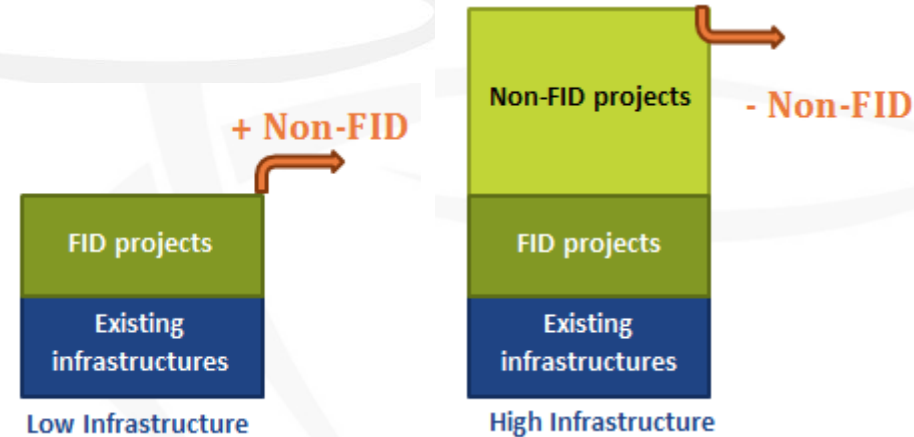 + Non-FID
FID projects
Existing
infrastructures
Low Infrastructure
Non-FID projects
- Non-FID
FID projects
Existing
infrastructures
High Infrastructure